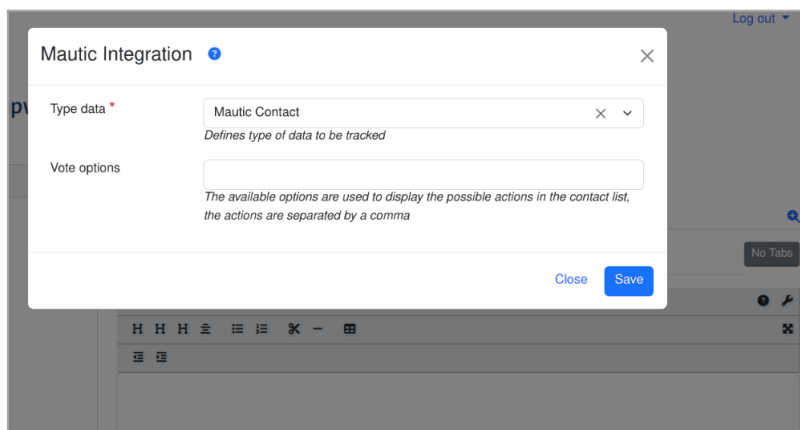 Log out
Mautic Integration
Type data *
Mautic Contact
Defines type of data to be tracked
Vote options
The available options are used to display the possible actions in the contact list,
the actions are separated by a comma
No Tabs
Close
Save
H H H